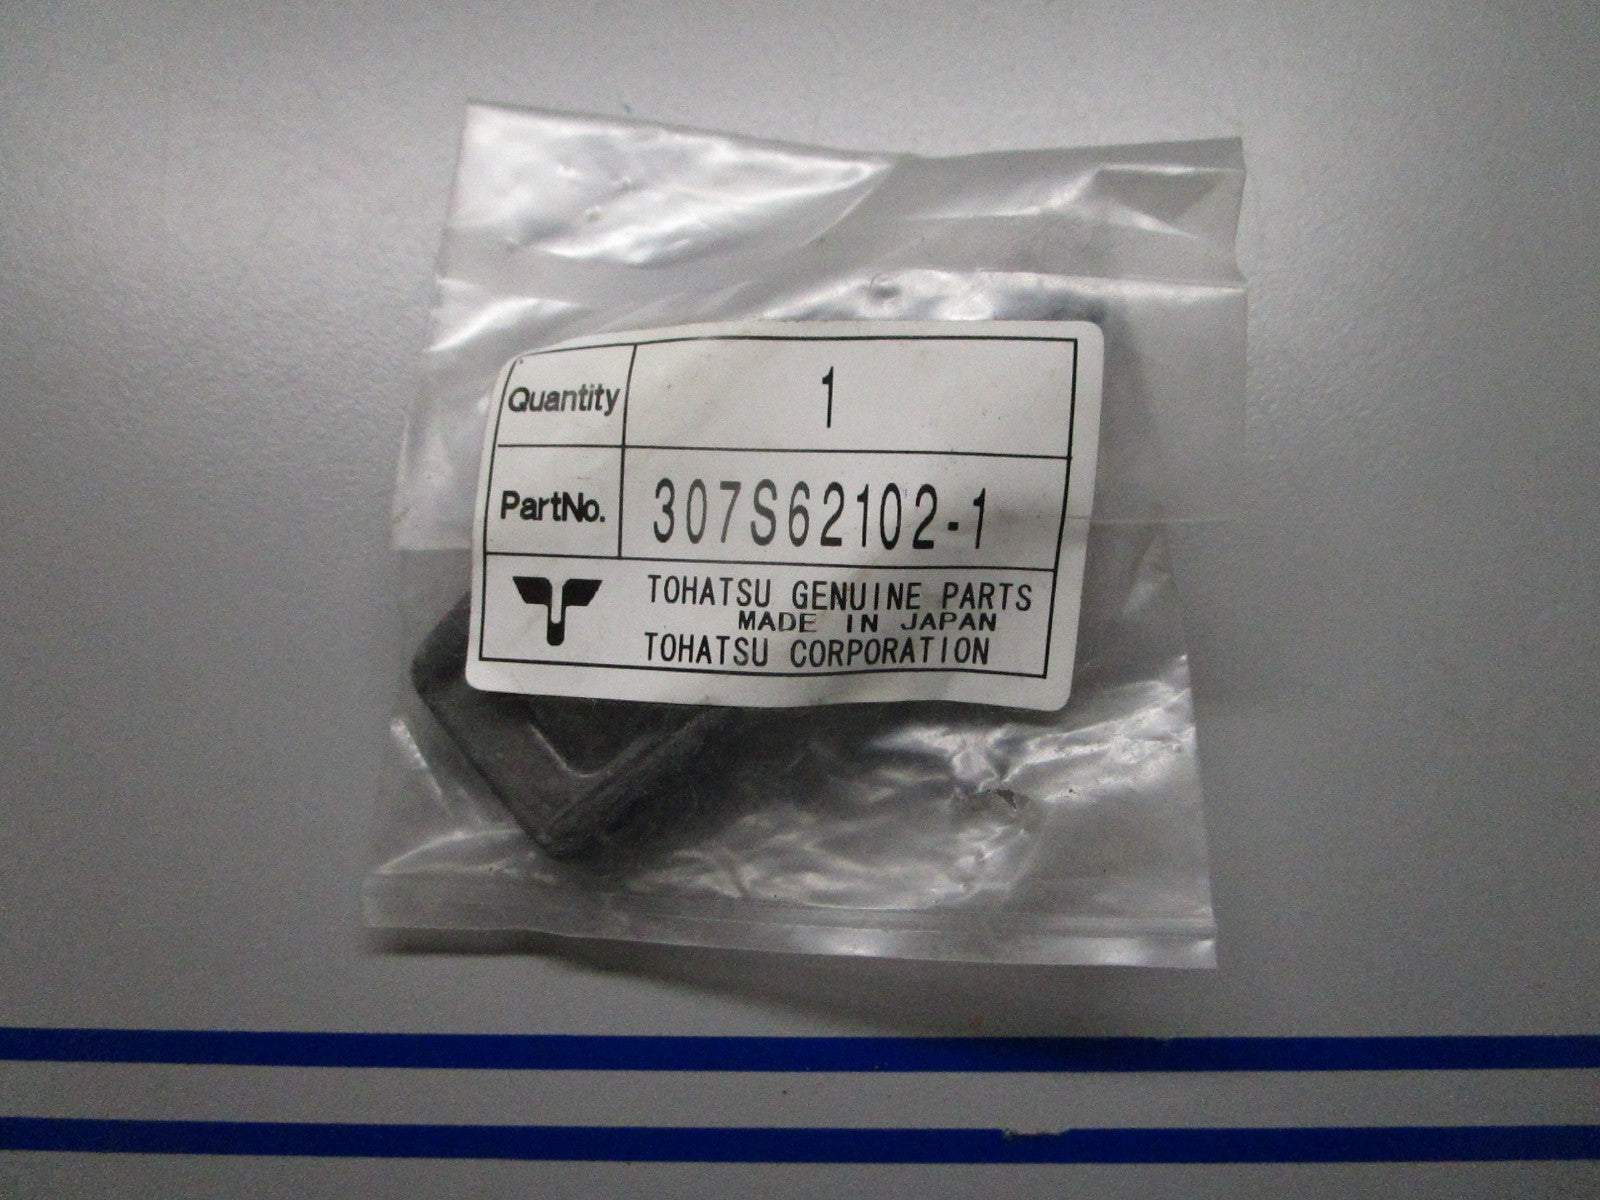 Quantity 1
PartNo. 307S62102-1
TOHATSU GENUINE PARTS
MADE IN JAPAN
TOHATSU CORPORATION